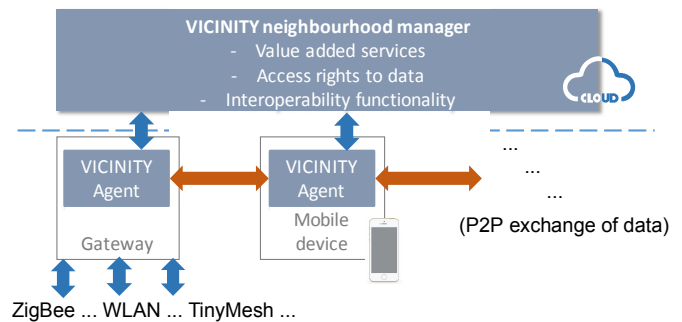 VICINITY neighbourhood manager
- Value added services
- Access rights to data
- Interoperability functionality
CLOUD
VICINITY
Agent
VICINITY
Agent
...
...
...
Gateway
Mobile
device
(P2P exchange of data)
ZigBee ... WLAN ... TinyMesh ...